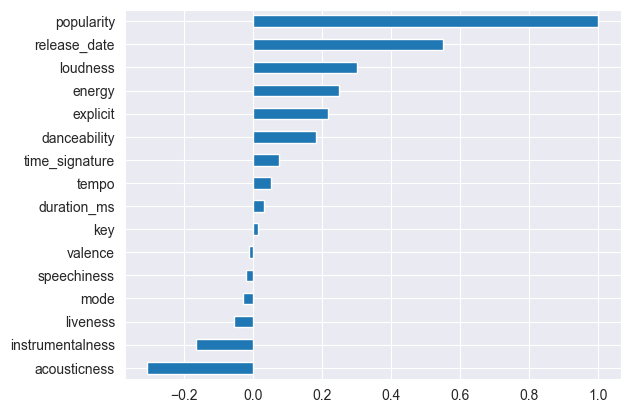 popularity
release_date
loudness
energy
explicit
danceability
time_signature
tempo
duration_ms
key
valence
speechiness
mode
liveness
instrumentalness
acousticness
−0.2 0.0 0.2 0.4 0.6 0.8 1.0